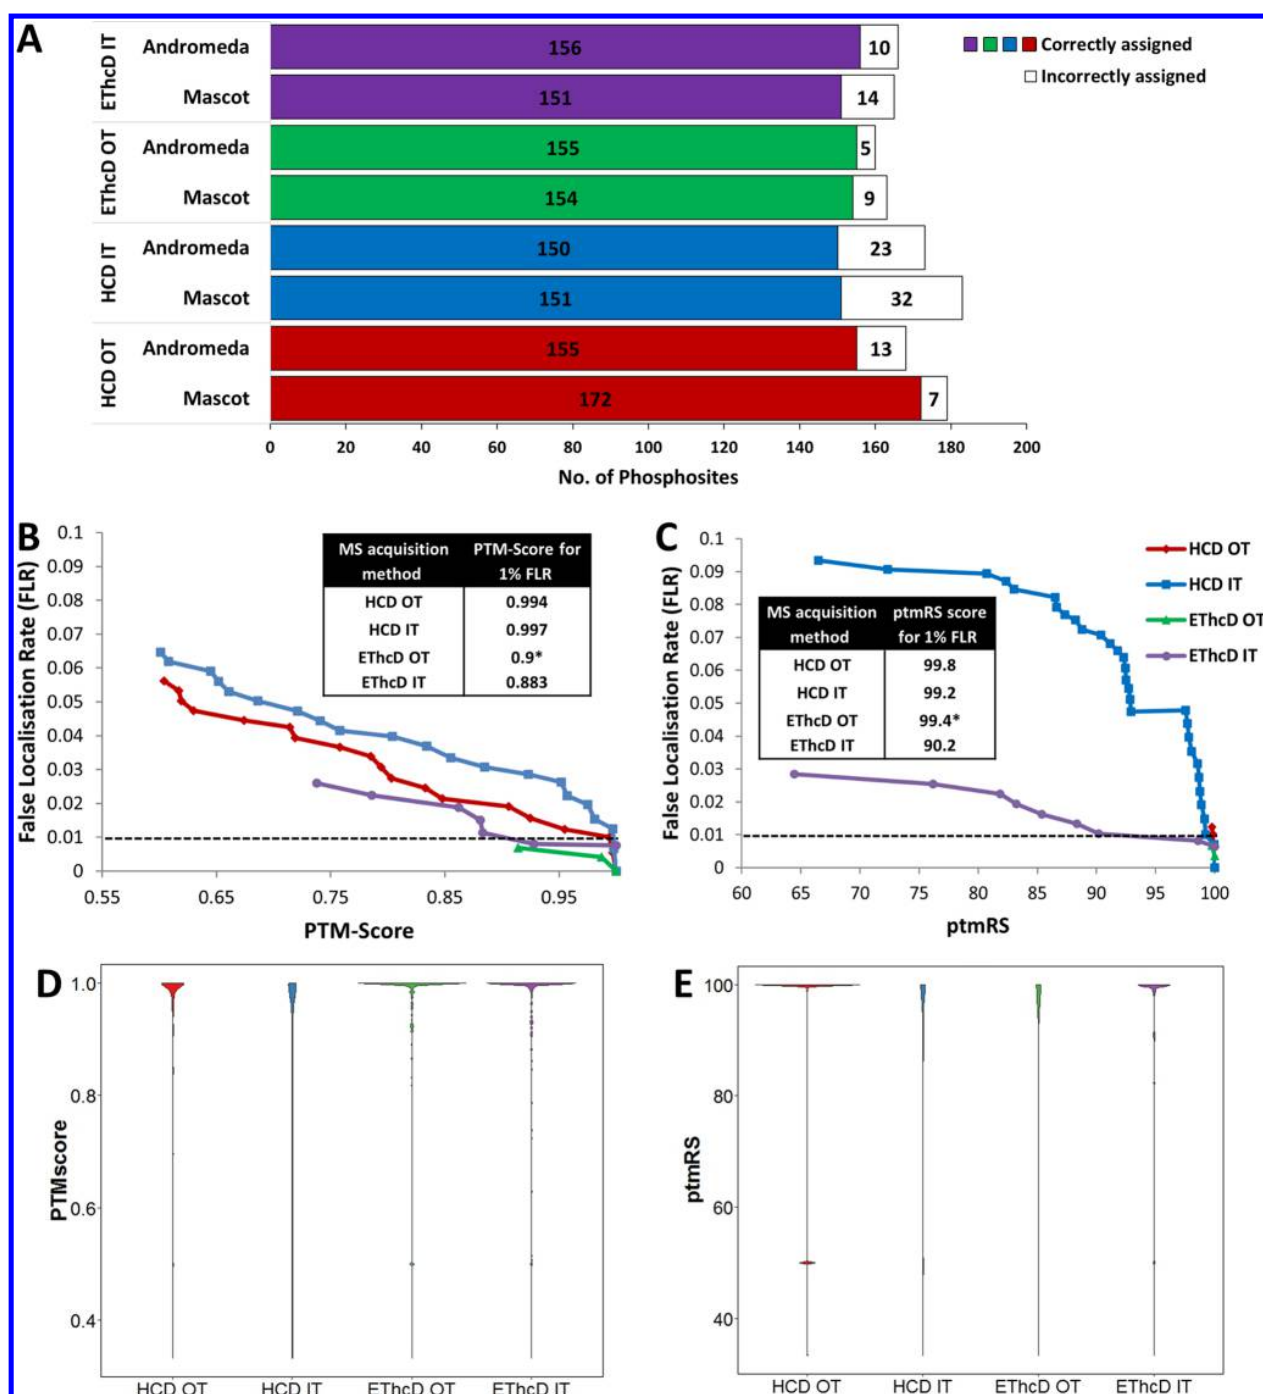 A
EThcD IT
Andromeda
156
10
Mascot
151
14
EThcD OT
Andromeda
155
5
Mascot
154
9
HCD IT
Andromeda
150
23
Mascot
151
32
HCD OT
Andromeda
155
13
Mascot
172
7
Correctly assigned
Incorrectly assigned
0 20 40 60 80 100 120 140 160 180 200
No. of Phosphosites
B
False Localisation Rate (FLR)
0.1
0.09
0.08
0.07
0.06
0.05
0.04
0.03
0.02
0.01
0
0.55 0.65 0.75 0.85 0.95
PTM-Score
MS acquisition method PTM-Score for 1% FLR
HCD OT 0.994
HCD IT 0.997
EThcD OT 0.9*
EThcD IT 0.883
C
False Localisation Rate (FLR)
0.1
0.09
0.08
0.07
0.06
0.05
0.04
0.03
0.02
0.01
0
60 65 70 75 80 85 90 95 100
ptmRS
MS acquisition method ptmRS score for 1% FLR
HCD OT 99.8
HCD IT 99.2
EThcD OT 99.4*
EThcD IT 90.2
HCD OT
HCD IT
EThcD OT
EThcD IT
D
PTMscore
1.0
0.8
0.6
0.4
HCD OT HCD IT EThcD OT EThcD IT
E
ptmRS
100
80
60
40
HCD OT HCD IT EThcD OT EThcD IT